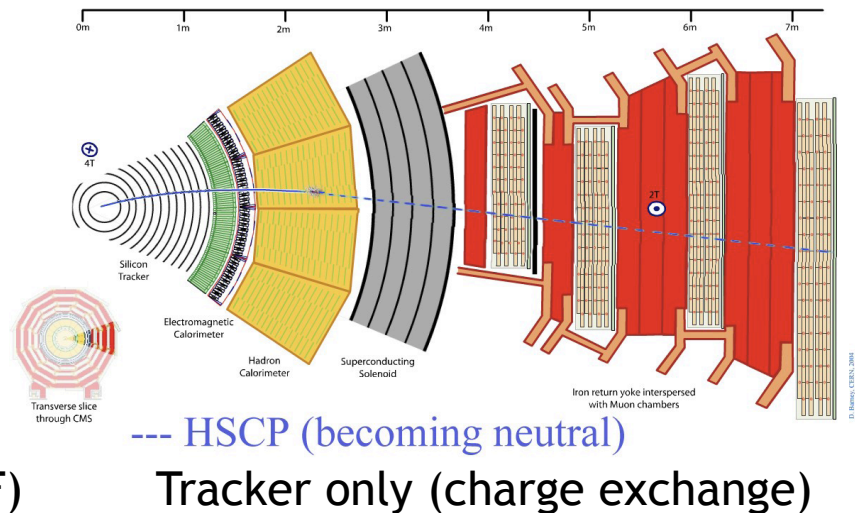 0m 1m 2m 3m 4m 5m 6m 7m
4T
2T
Silicon
Tracker
Electromagnetic
Calorimeter
Hadron
Calorimeter
Superconducting
Solenoid
Iron return yoke interspersed
with Muon chambers
Transverse slice
through CMS
D. Barney, CERN, 2004
--- HSCP (becoming neutral)
F) Tracker only (charge exchange)